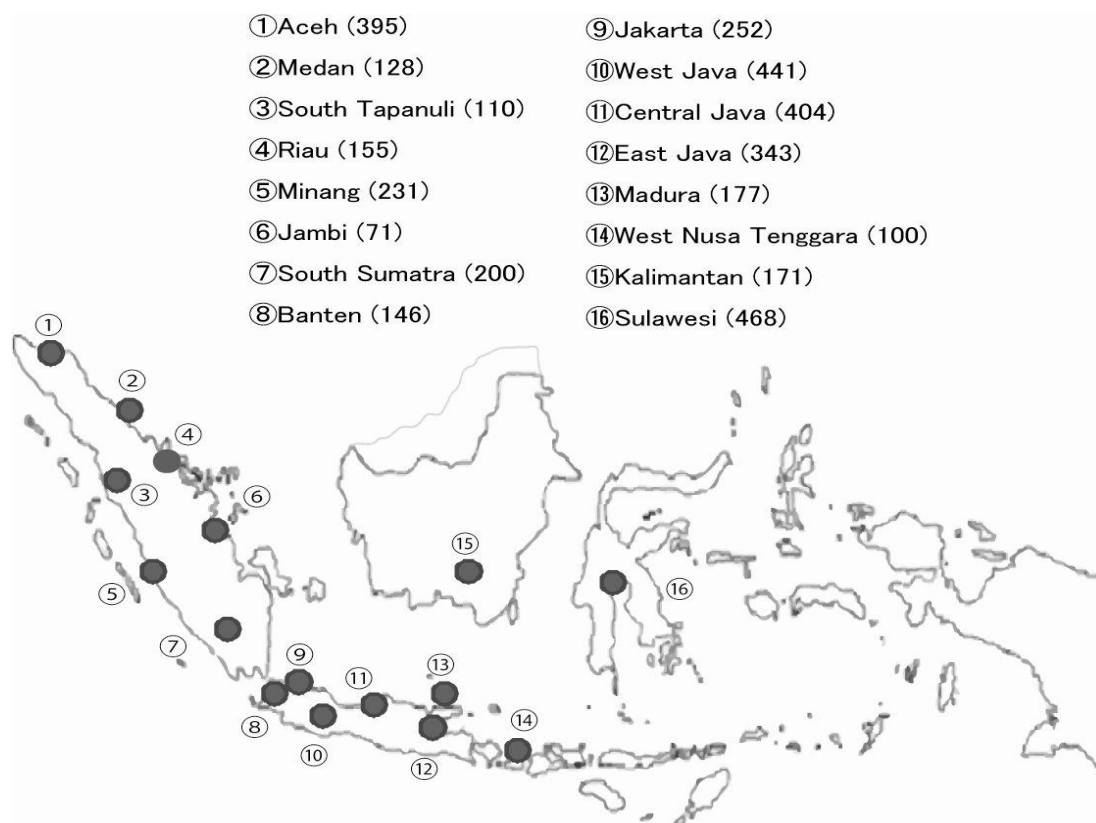 ①Aceh (395)
②Medan (128)
③South Tapanuli (110)
④Riau (155)
⑤Minang (231)
⑥Jambi (71)
⑦South Sumatra (200)
⑧Banten (146)
⑨Jakarta (252)
⑩West Java (441)
⑪Central Java (404)
⑫East Java (343)
⑬Madura (177)
⑭West Nusa Tenggara (100)
⑮Kalimantan (171)
⑯Sulawesi (468)
①
②
④
③
⑥
⑮
⑤
⑯
⑦
⑨
⑪
⑬
⑧
⑩
⑫
⑭